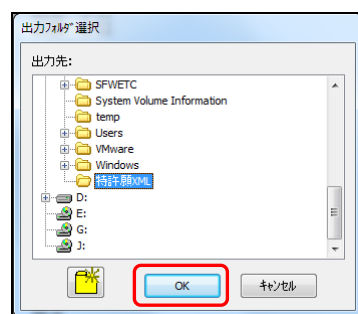 出力ﾌｫﾙﾀﾞ選択
出力先:
SFWETC
System Volume Information
temp
Users
VMware
Windows
特許願XML
D:
E:
G:
J:
OK
ｷｬﾝｾﾙ